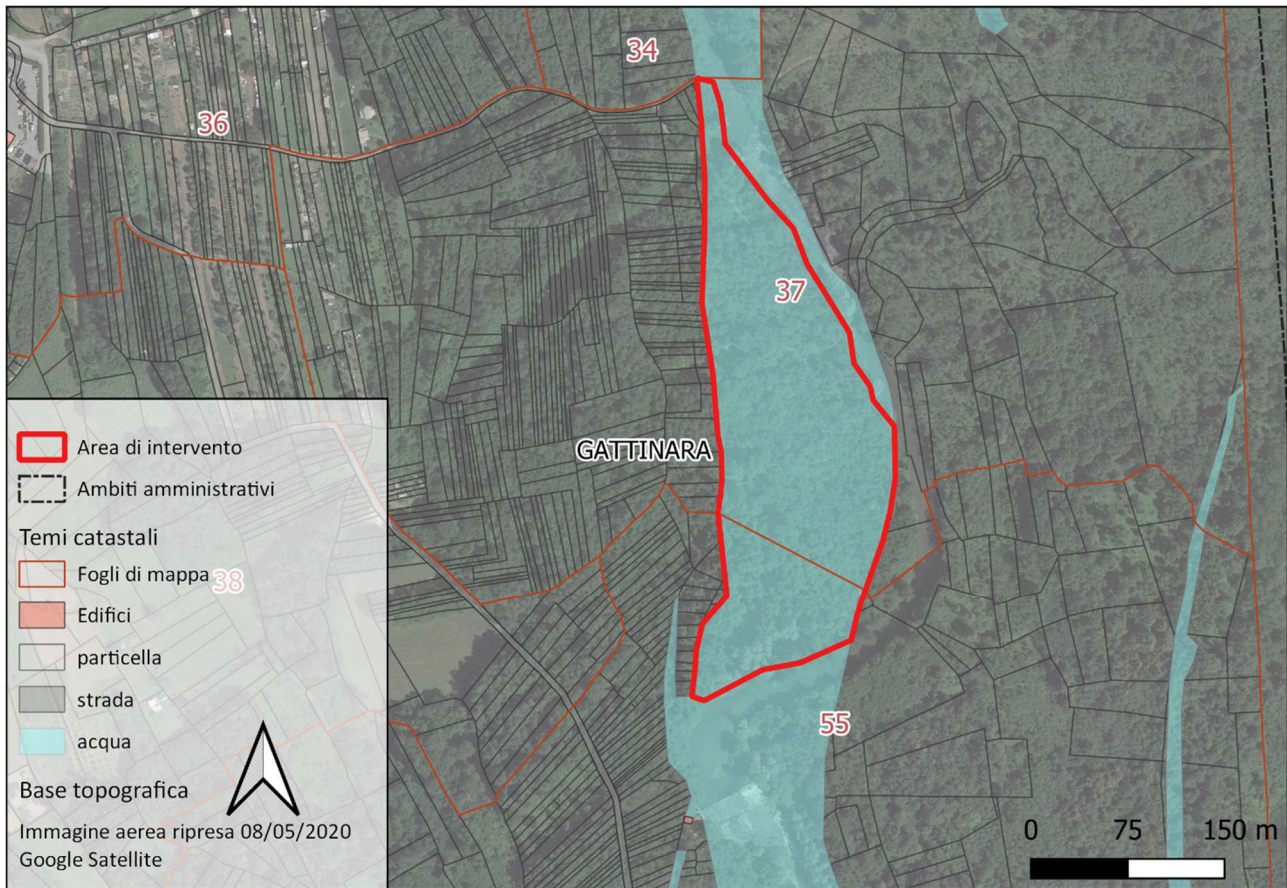 34
36
37
GATTINARA
Area di intervento
Ambiti amministrativi
Temi catastali
Fogli di mappa
38
Edifici
particella
strada
acqua
55
Base topografica
Immagine aerea ripresa 08/05/2020
Google Satellite
0 75 150 m